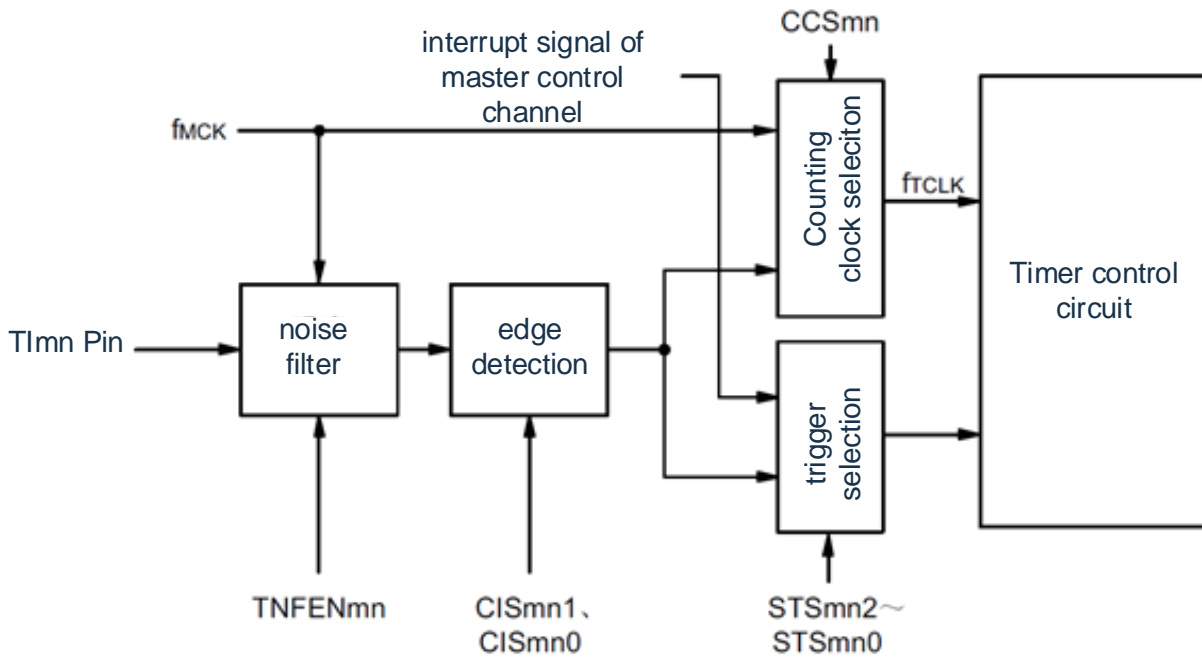 CCSmn
interrupt signal of
master control
channel
fMCK
Counting
clock seleciton
fTCLK
Timer control
circuit
TImn Pin
noise
filter
edge
detection
trigger
selection
TNFENmn
CISmn1、
CISmn0
STSmn2～
STSmn0